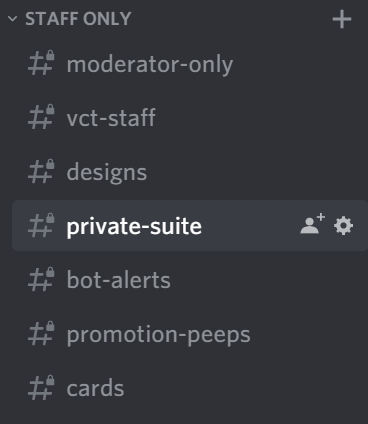 STAFF ONLY
moderator-only
vct-staff
designs
private-suite
bot-alerts
promotion-peeps
cards